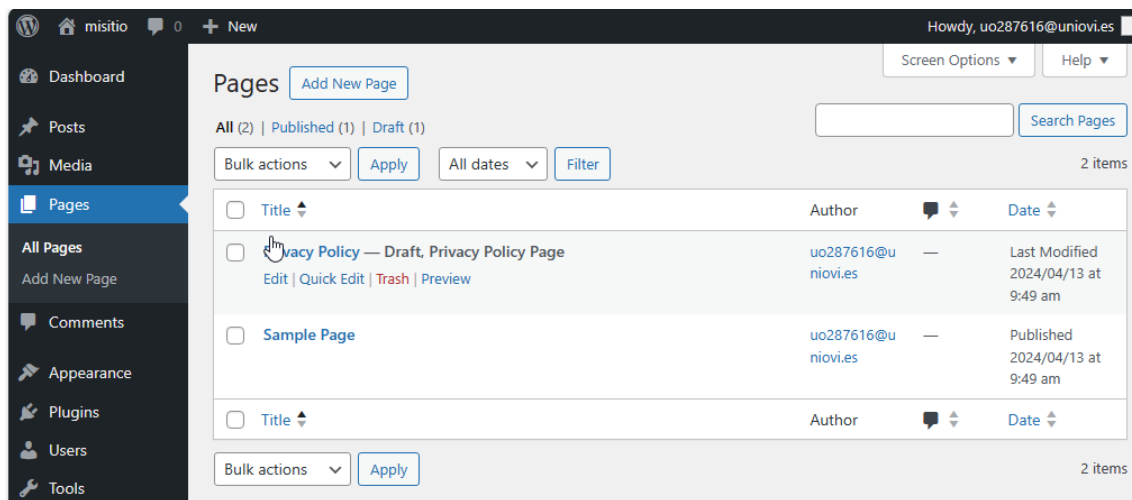 misitio 0 + New Howdy, uo287616@uniovi.es
Screen Options ▼ Help ▼
Dashboard
Posts
Media
Pages
All Pages
Add New Page
Comments
Appearance
Plugins
Users
Tools
Pages Add New Page
All (2) | Published (1) | Draft (1)
Search Pages
Bulk actions Apply All dates Filter 2 items
Title Author Date
Privacy Policy — Draft, Privacy Policy Page
Edit | Quick Edit | Trash | Preview
uo287616@u
niovi.es
—
Last Modified
2024/04/13 at
9:49 am
Sample Page
uo287616@u
niovi.es
—
Published
2024/04/13 at
9:49 am
Title Author Date
Bulk actions Apply 2 items